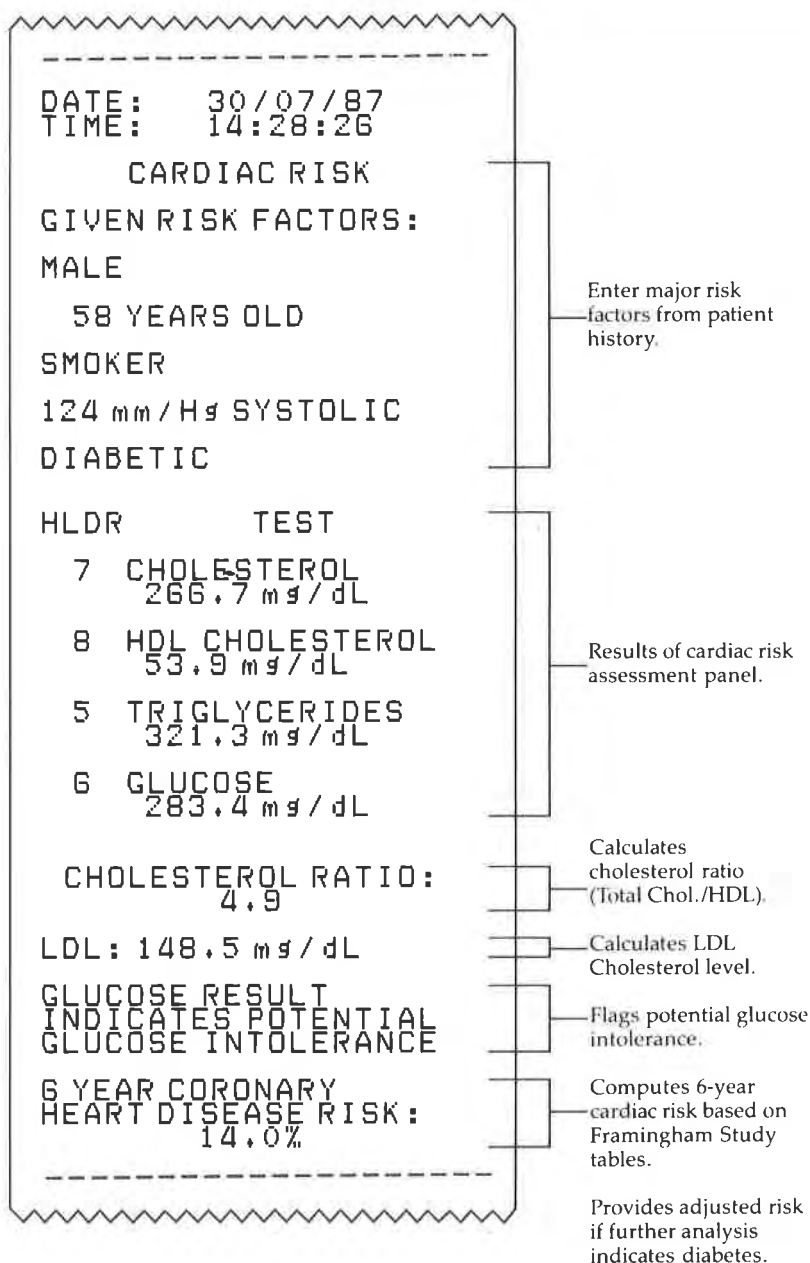 DATE: 30/07/87
TIME: 14:28:26
CARDIAC RISK
GIVEN RISK FACTORS:
MALE
58 YEARS OLD
SMOKER
124 mm/Hg SYSTOLIC
DIABETIC
Enter major risk
factors from patient
history.
HLDR TEST
7 CHOLESTEROL
266.7 mg/dL
8 HDL CHOLESTEROL
53.9 mg/dL
5 TRIGLYCERIDES
321.3 mg/dL
6 GLUCOSE
283.4 mg/dL
Results of cardiac risk
assessment panel.
CHOLESTEROL RATIO:
4.9
Calculates
cholesterol ratio
(Total Chol./HDL).
LDL: 148.5 mg/dL
Calculates LDL
Cholesterol level.
GLUCOSE RESULT
INDICATES POTENTIAL
GLUCOSE INTOLERANCE
Flags potential glucose
intolerance.
6 YEAR CORONARY
HEART DISEASE RISK:
14.0%
Computes 6-year
cardiac risk based on
Framingham Study
tables.
Provides adjusted risk
if further analysis
indicates diabetes.